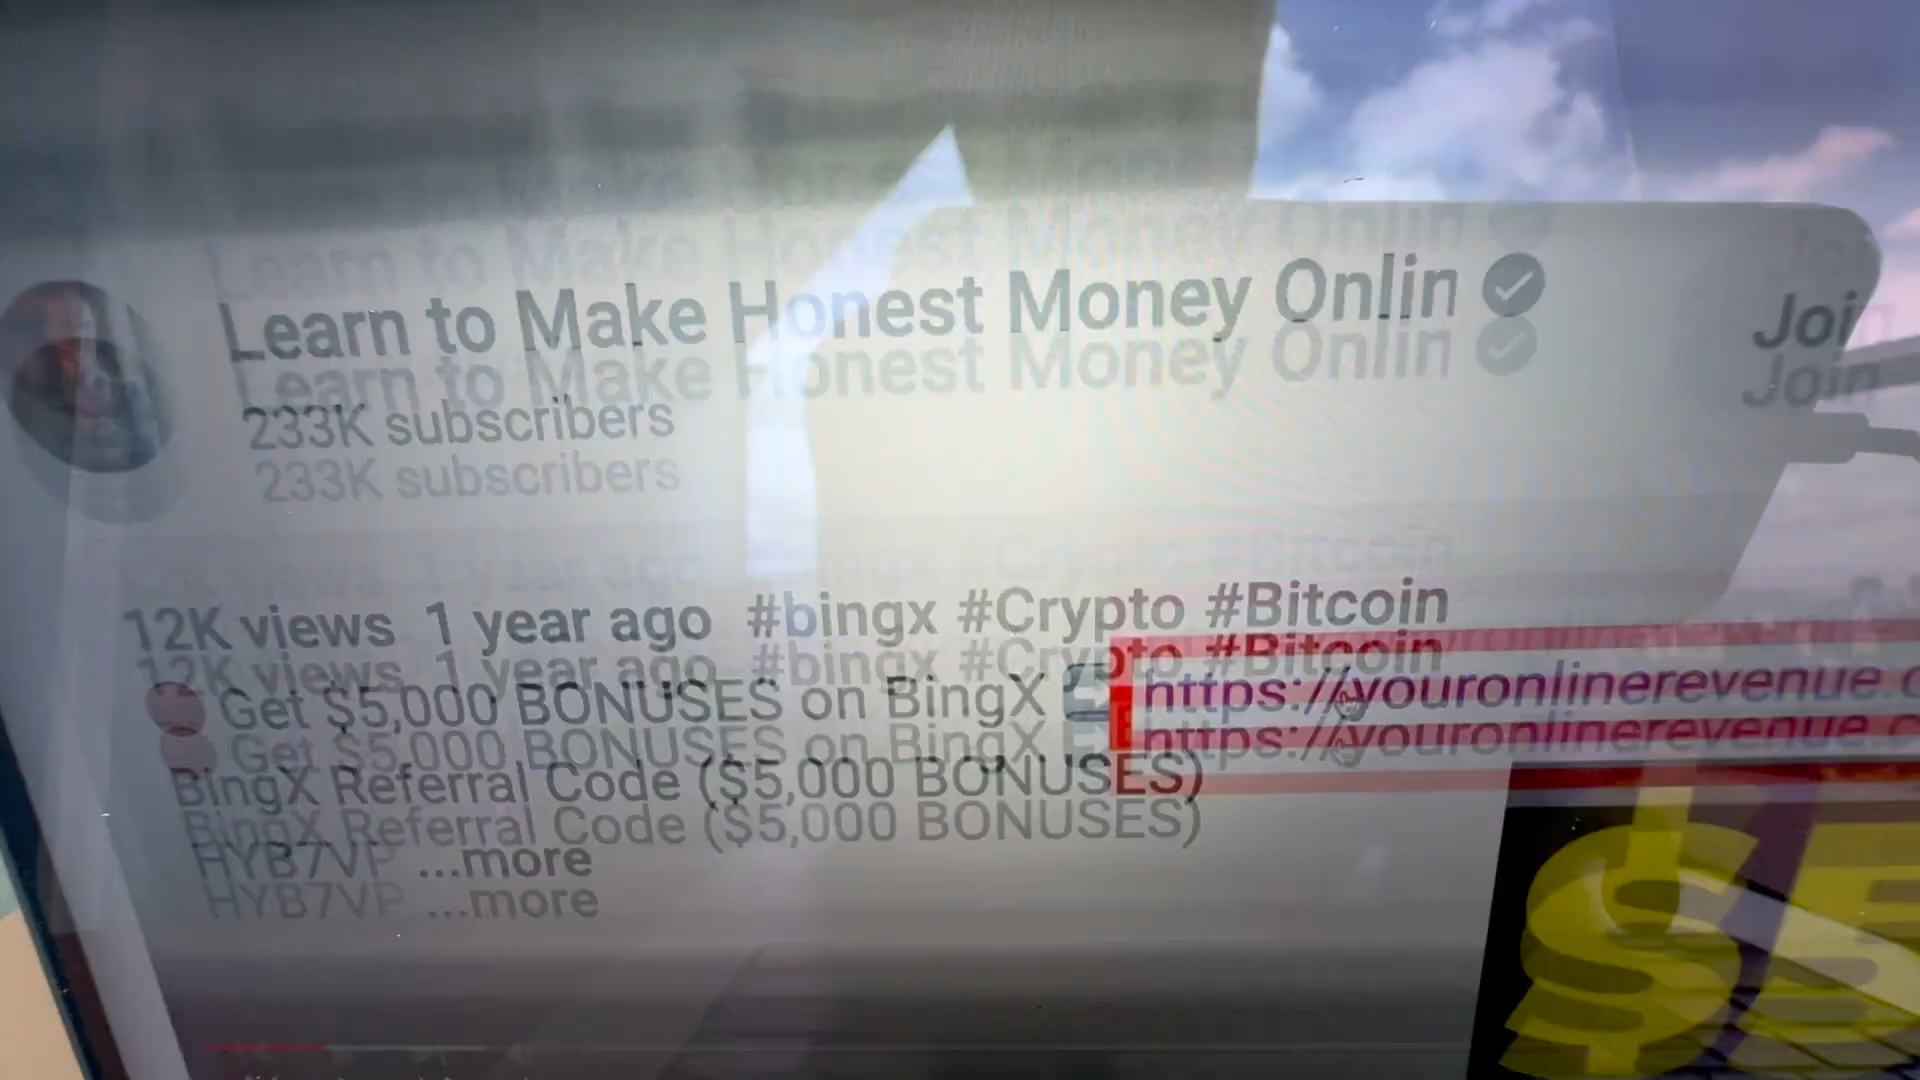 Learn to Make Honest Money Onlin
Join
233K subscribers
12K views 1 year ago #bingx #Crypto #Bitcoin
Get $5,000 BONUSES on BingX https://youronlinerevenue.c
BingX Referral Code ($5,000 BONUSES)
HYB7VP ...more
$